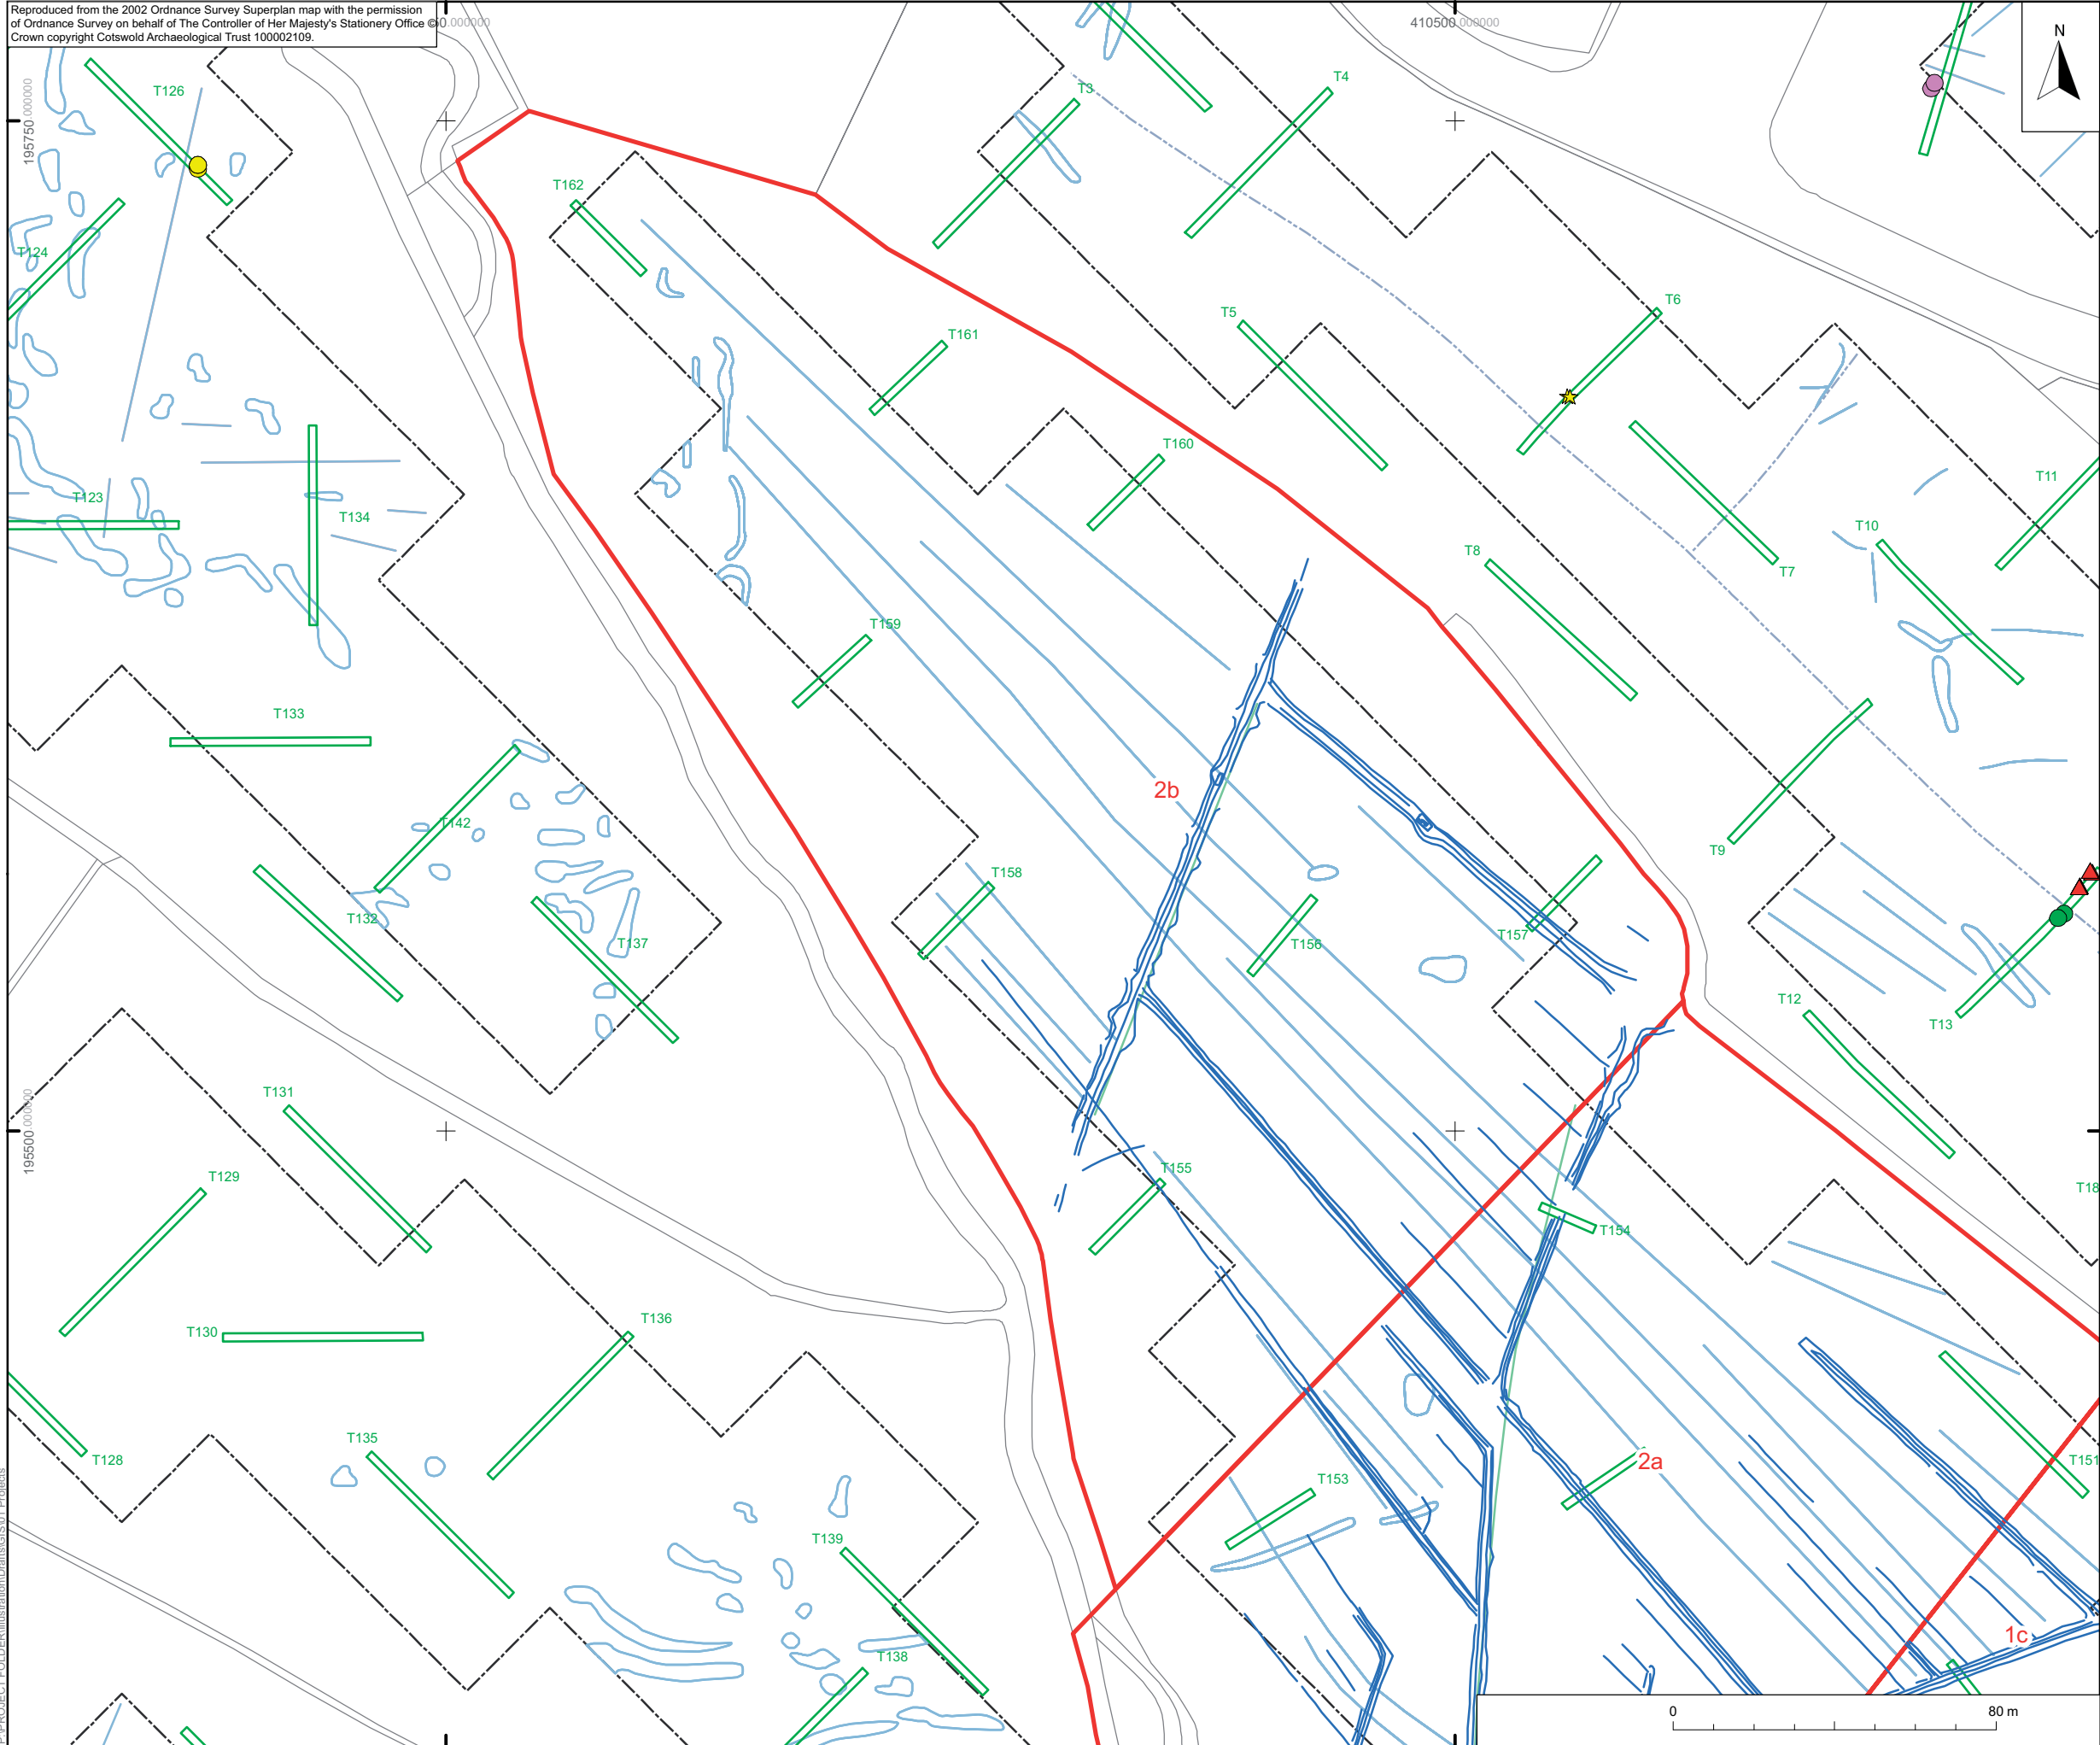 Reproduced from the 2002 Ordnance Survey Superplan map with the permission
of Ordnance Survey on behalf of The Controller of Her Majesty's Stationery Office ©
Crown copyright Cotswold Archaeological Trust 100002109.
0.000000
410500.000000
N
195750.000000
T126
T3
T4
T162
T124
T5
T6
T161
T160
T11
T123
T134
T10
T8
T7
T159
T133
2b
T142
T9
T158
T132
T137
T156
T157
T12
T13
T131
195500.000000
T155
T129
T18
T154
T136
T130
T135
T128
2a
T151
T153
T139
1c
T138
0
80 m